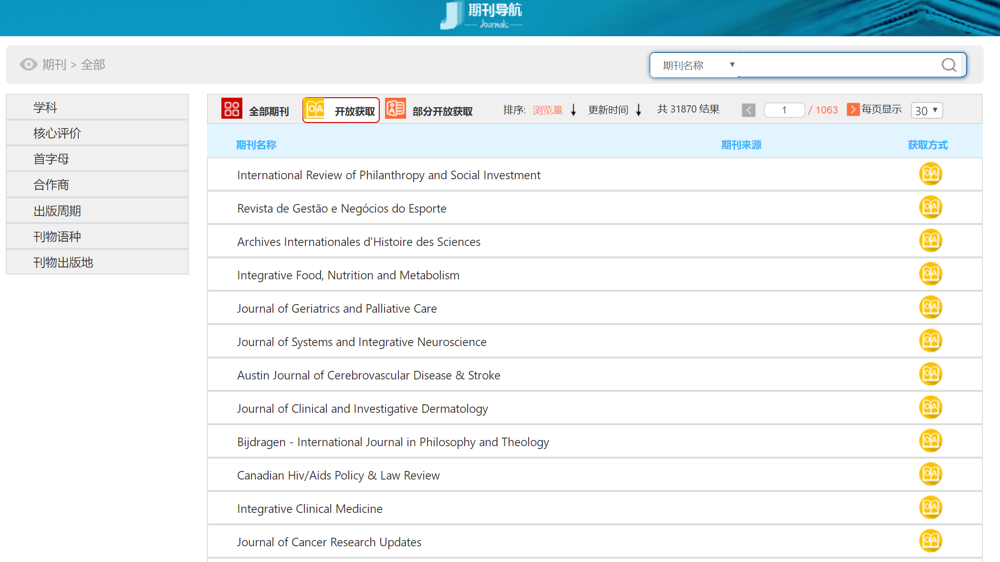 期刊导航
Journals
期刊 > 全部
期刊名称
学科
核心评价
首字母
合作商
出版周期
刊物语种
刊物出版地
全部期刊 OA 开放获取 部分开放获取 排序: 浏览量 更新时间 共 31870 结果 1 / 1063 每页显示 30
期刊名称 期刊来源 获取方式
International Review of Philanthropy and Social Investment OA
Revista de Gestão e Negócios do Esporte OA
Archives Internationales d'Histoire des Sciences OA
Integrative Food, Nutrition and Metabolism OA
Journal of Geriatrics and Palliative Care OA
Journal of Systems and Integrative Neuroscience OA
Austin Journal of Cerebrovascular Disease & Stroke OA
Journal of Clinical and Investigative Dermatology OA
Bijdragen - International Journal in Philosophy and Theology OA
Canadian Hiv/Aids Policy & Law Review OA
Integrative Clinical Medicine OA
Journal of Cancer Research Updates OA